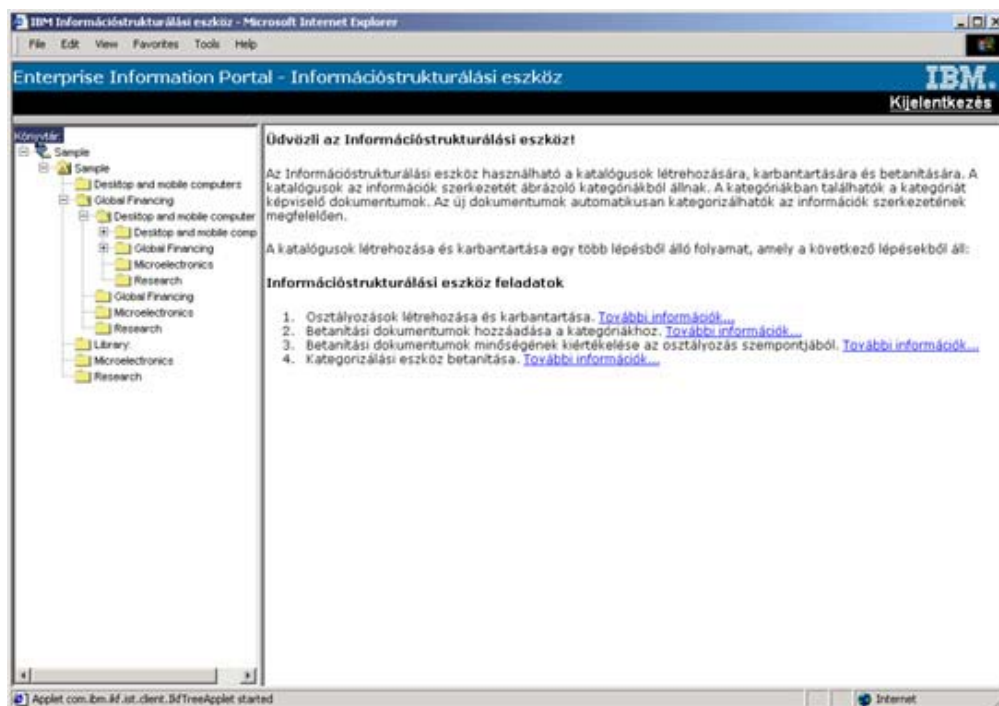 IBM Információstrukturálási eszköz - Microsoft Internet Explorer
File Edit View Favorites Tools Help
Enterprise Information Portal - Információstrukturálási eszköz
IBM.
Kijelentkezés
Könyvtár:
Sample
Sample
Desktop and mobile computers
Global Financing
Desktop and mobile computer
Desktop and mobile comp
Global Financing
Microelectronics
Research
Global Financing
Microelectronics
Research
Library:
Microelectronics
Research
Üdvözli az Információstrukturálási eszköz!
Az Információstrukturálási eszköz használható a katalógusok létrehozására, karbantartására és betanítására. A
katalógusok az információk szerkezetét ábrázoló kategóriákból állnak. A kategóriákban találhatók a kategóriát
képviselő dokumentumok. Az új dokumentumok automatikusan kategorizálhatók az információk szerkezetének
megfelelően.
A katalógusok létrehozása és karbantartása egy több lépésből álló folyamat, amely a következő lépésekből áll:
Információstrukturálási eszköz feladatok
1. Osztályozások létrehozása és karbantartása. További információk...
2. Betanítási dokumentumok hozzáadása a kategóriákhoz. További információk...
3. Betanítási dokumentumok minőségének kiértékelése az osztályozás szempontjából. További információk...
4. Kategorizálási eszköz betanítása. További információk...
Applet com.ibm.ikf.ist.client.IkfTreeApplet started
Internet